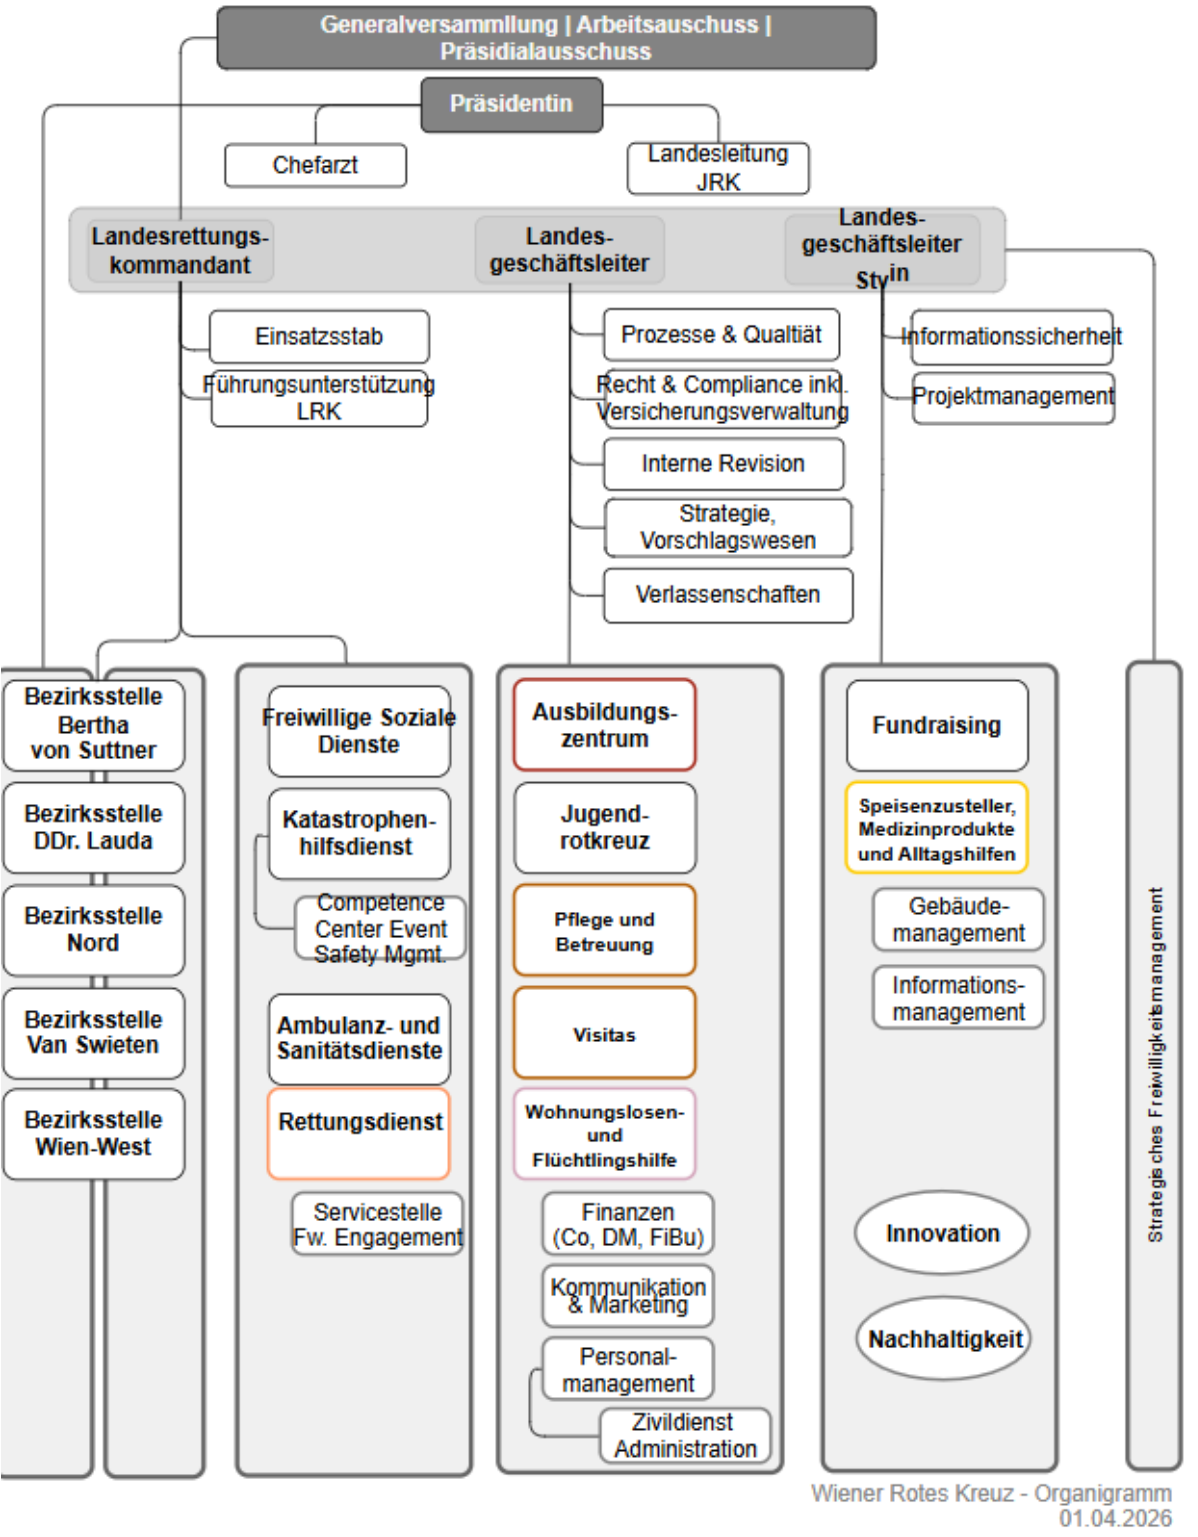 Generalversammllung | Arbeitsauschuss |
Präsidialausschuss
Präsidentin
Chefarzt
Landesleitung
JRK
Landesrettungs-
kommandant
Landes-
geschäftsleiter
Landes-
geschäftsleiter
Stvin
Einsatzsstab
Führungsunterstützung
LRK
Prozesse & Qualtiät
Recht & Compliance inkl.
Versicherungsverwaltung
Interne Revision
Strategie,
Vorschlagswesen
Verlassenschaften
Informationssicherheit
Projektmanagement
Bezirksstelle
Bertha
von Suttner
Bezirksstelle
DDr. Lauda
Bezirksstelle
Nord
Bezirksstelle
Van Swieten
Bezirksstelle
Wien-West
Freiwillige Soziale
Dienste
Katastrophen-
hilfsdienst
Competence
Center Event
Safety Mgmt.
Ambulanz- und
Sanitätsdienste
Rettungsdienst
Servicestelle
Fw. Engagement
Ausbildungs-
zentrum
Jugend-
rotkreuz
Pflege und
Betreuung
Visitas
Wohnungslosen-
und
Flüchtlingshilfe
Finanzen
(Co, DM, FiBu)
Kommunikation
& Marketing
Personal-
management
Zivildienst
Administration
Fundraising
Speisenzusteller,
Medizinprodukte
und Alltagshilfen
Gebäude-
management
Informations-
management
Innovation
Nachhaltigkeit
Strategisches Freiwilligkeitsmanagement
Wiener Rotes Kreuz - Organigramm
01.04.2026